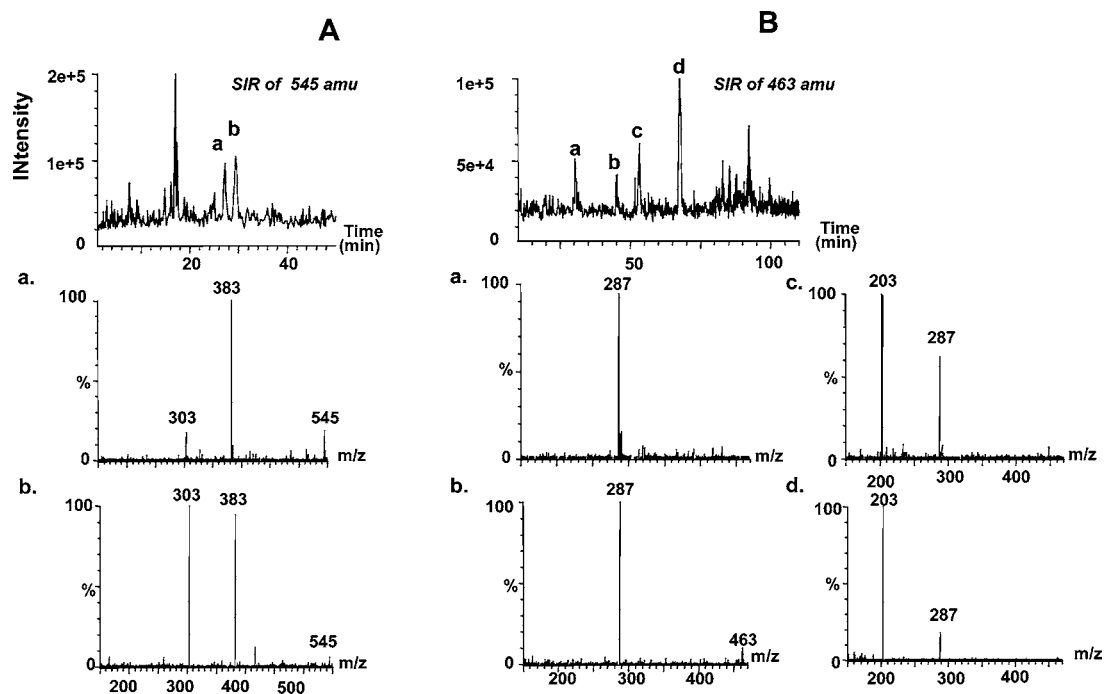 A
B
SIR of 545 amu
SIR of 463 amu
INtensity
2e+5
1e+5
0
a
b
20
40
Time
(min)
1e+5
5e+4
0
a
b
c
d
50
100
Time
(min)
a.
100
%
0
303
383
545
m/z
a.
100
%
0
287
m/z
c.
100
%
0
203
287
m/z
200
300
400
b.
100
%
0
303
383
545
m/z
200
300
400
500
b.
100
%
0
287
463
m/z
200
300
400
d.
100
%
0
203
287
m/z
200
300
400